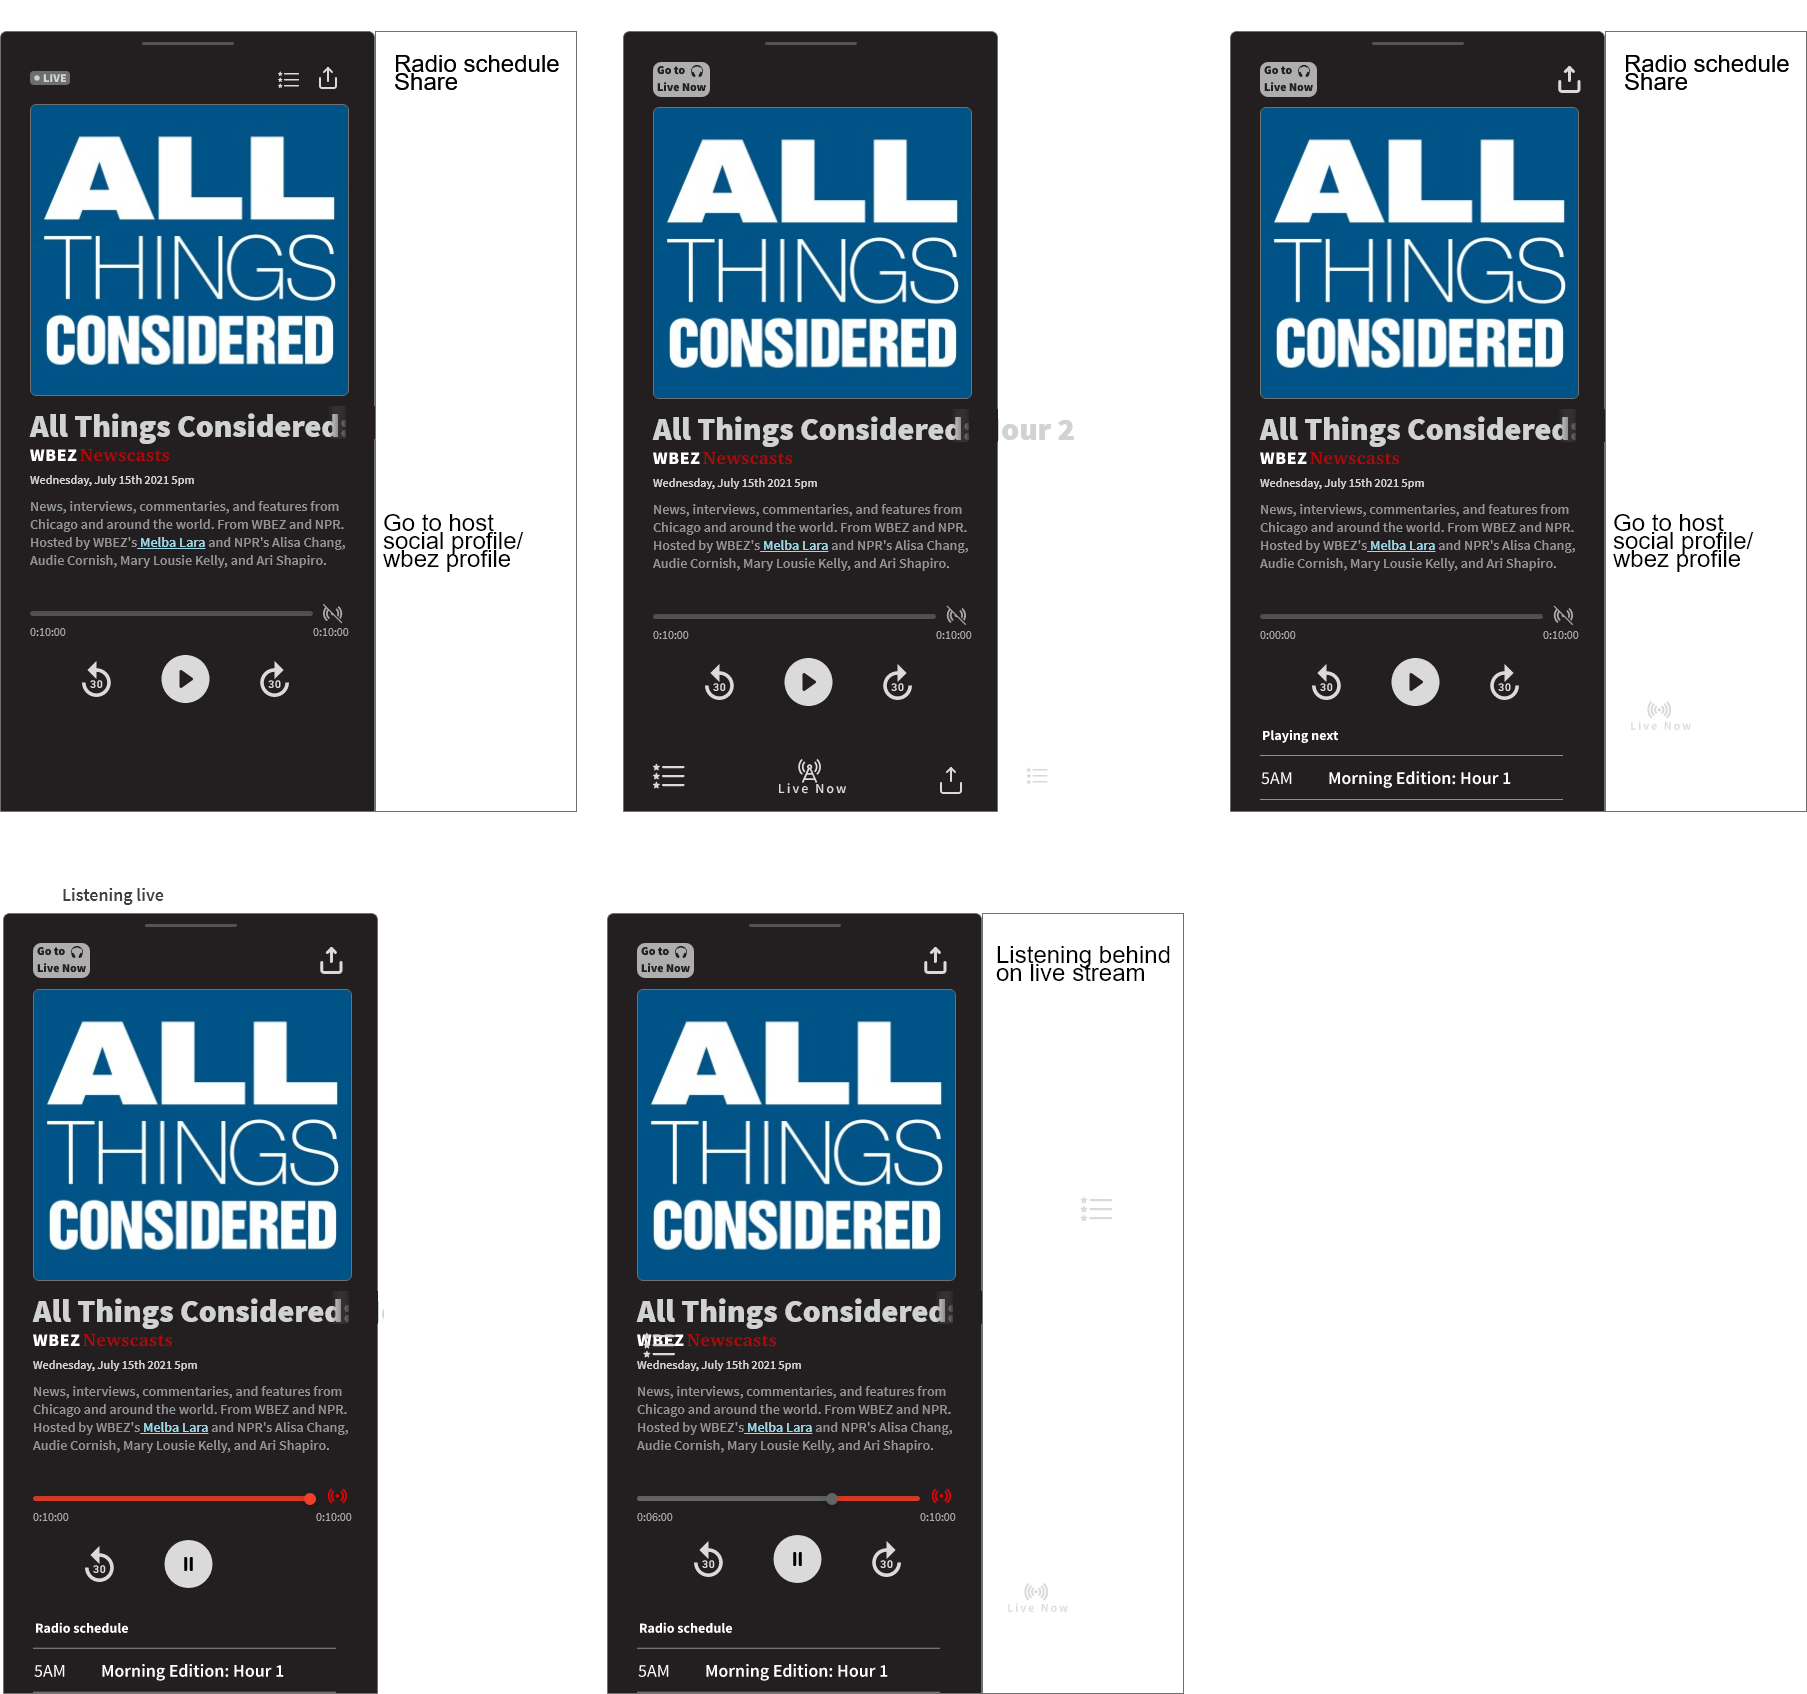 LIVE
ALL
THINGS
CONSIDERED
All Things Considered:
WBEZ Newscasts
Wednesday, July 15th 2021 5pm
News, interviews, commentaries, and features from
Chicago and around the world. From WBEZ and NPR.
Hosted by WBEZ's Melba Lara and NPR's Alisa Chang,
Audie Cornish, Mary Lousie Kelly, and Ari Shapiro.
0:10:00 0:10:00
30 30
Radio schedule
Share
Go to host
social profile/
wbez profile
Go to
Live Now
ALL
THINGS
CONSIDERED
All Things Considered: our 2
WBEZ Newscasts
Wednesday, July 15th 2021 5pm
News, interviews, commentaries, and features from
Chicago and around the world. From WBEZ and NPR.
Hosted by WBEZ's Melba Lara and NPR's Alisa Chang,
Audie Cornish, Mary Lousie Kelly, and Ari Shapiro.
0:10:00 0:10:00
30 30
Live Now
Go to
Live Now
ALL
THINGS
CONSIDERED
All Things Considered:
WBEZ Newscasts
Wednesday, July 15th 2021 5pm
News, interviews, commentaries, and features from
Chicago and around the world. From WBEZ and NPR.
Hosted by WBEZ's Melba Lara and NPR's Alisa Chang,
Audie Cornish, Mary Lousie Kelly, and Ari Shapiro.
0:00:00 0:10:00
30 30
Playing next
5AM Morning Edition: Hour 1
Radio schedule
Share
Go to host
social profile/
wbez profile
Live Now
Listening live
Go to
Live Now
ALL
THINGS
CONSIDERED
All Things Considered:
WBEZ Newscasts
Wednesday, July 15th 2021 5pm
News, interviews, commentaries, and features from
Chicago and around the world. From WBEZ and NPR.
Hosted by WBEZ's Melba Lara and NPR's Alisa Chang,
Audie Cornish, Mary Lousie Kelly, and Ari Shapiro.
0:10:00 0:10:00
30
Radio schedule
5AM Morning Edition: Hour 1
Go to
Live Now
ALL
THINGS
CONSIDERED
All Things Considered:
WBEZ Newscasts
Wednesday, July 15th 2021 5pm
News, interviews, commentaries, and features from
Chicago and around the world. From WBEZ and NPR.
Hosted by WBEZ's Melba Lara and NPR's Alisa Chang,
Audie Cornish, Mary Lousie Kelly, and Ari Shapiro.
0:06:00 0:10:00
30 30
Radio schedule
5AM Morning Edition: Hour 1
Listening behind
on live stream
Live Now